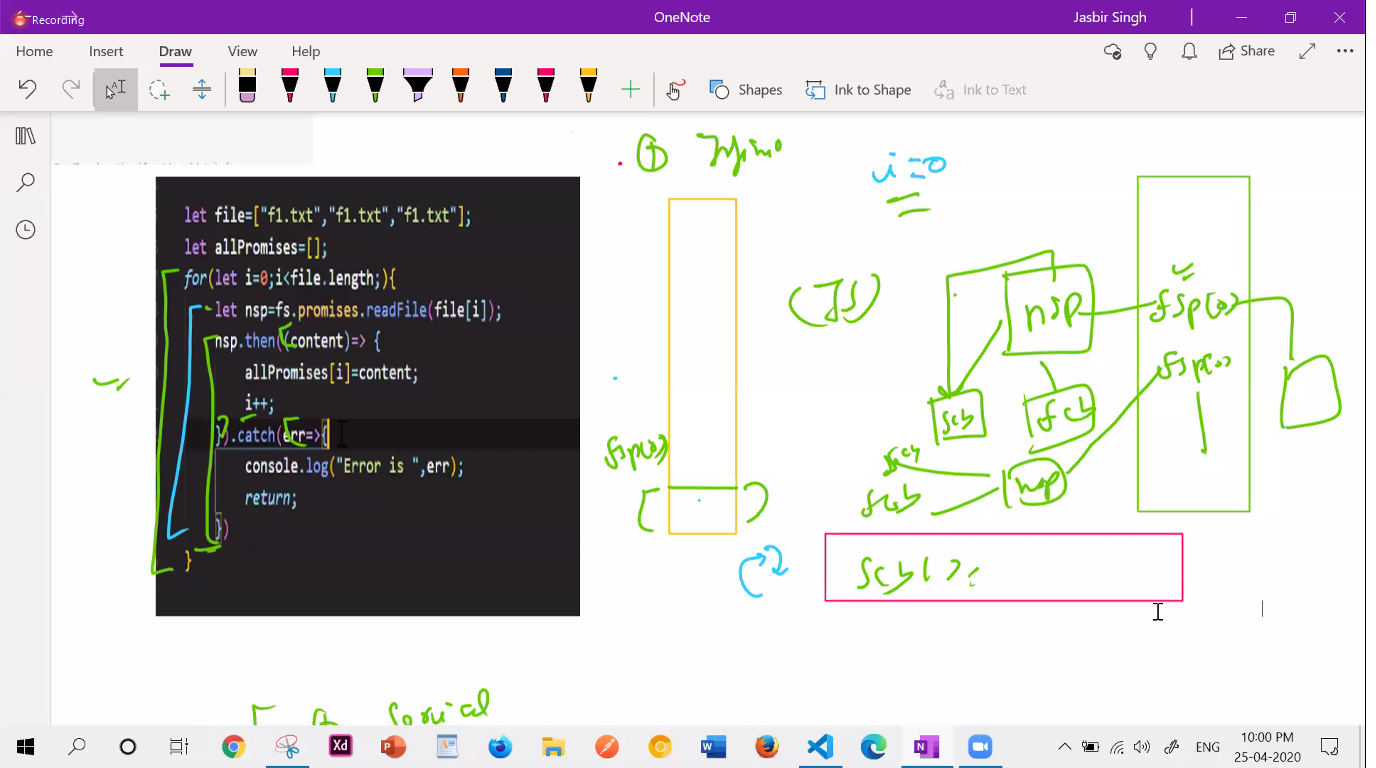 Recording
OneNote
Jasbir Singh
Home Insert Draw View Help
Share
Shapes
Ink to Shape
Ink to Text
let file=["f1.txt","f1.txt","f1.txt"];
let allPromises=[];
for(let i=0;i<file.length;){
let nsp=fs.promises.readFile(file[i]);
nsp.then((content)=> {
allPromises[i]=content;
i++;
}).catch(err=>{
console.log("Error is ",err);
return;
})
}
i=0
(JS)
nsp
fsp(0)
fsp(0)
scb
fcb
fsp(0)
scb
nsp
fcb
Scb1
Serial
Xd
ENG
10:00 PM
25-04-2020